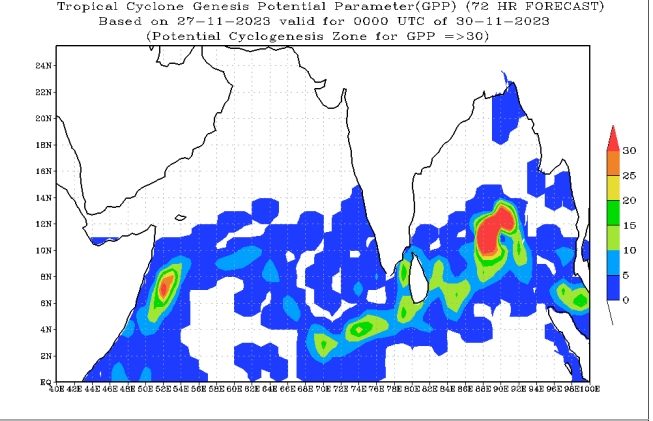 Tropical Cyclone Genesis Potential Parameter(GPP) (72 HR FORECAST)
Based on 27-11-2023 valid for 0000 UTC of 30-11-2023
(Potential Cyclogenesis Zone for GPP =>30)
24N
22N
20N
18N
16N
14N
12N
10N
8N
6N
4N
2N
EQ
40E 42E 44E 46E 48E 50E 52E 54E 56E 58E 60E 62E 64E 66E 68E 70E 72E 74E 76E 78E 80E 82E 84E 86E 88E 90E 92E 94E 96E 98E 100E
30
25
20
15
10
5
0